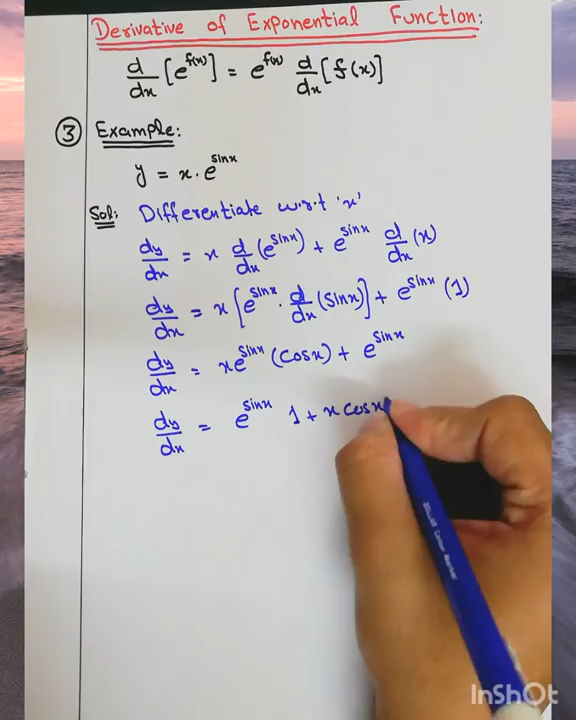 Derivative of Exponential Function:
d/dx [e^f(x)] = e^f(x) d/dx [f(x)]
③ Example:
y = x · e^sinx
Sol: Differentiate w.r.t 'x'
dy/dx = x d/dx (e^sinx) + e^sinx d/dx (x)
dy/dx = x [e^sinx · d/dx (sinx)] + e^sinx (1)
dy/dx = xe^sinx (cosx) + e^sinx
dy/dx = e^sinx 1 + x cosx
InShOt